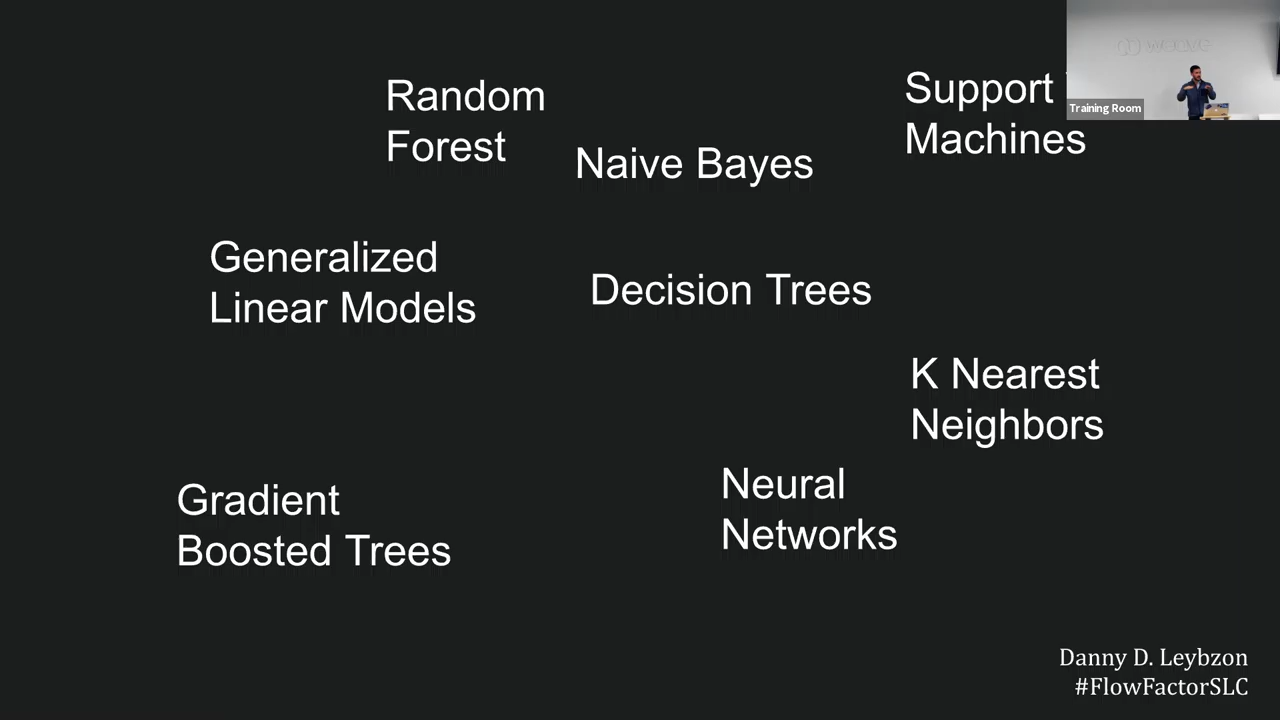 Random
Forest
Naive Bayes
Support
Machines
weave
Training Room
Generalized
Linear Models
Decision Trees
K Nearest
Neighbors
Gradient
Boosted Trees
Neural
Networks
Danny D. Leybzon
#FlowFactorSLC